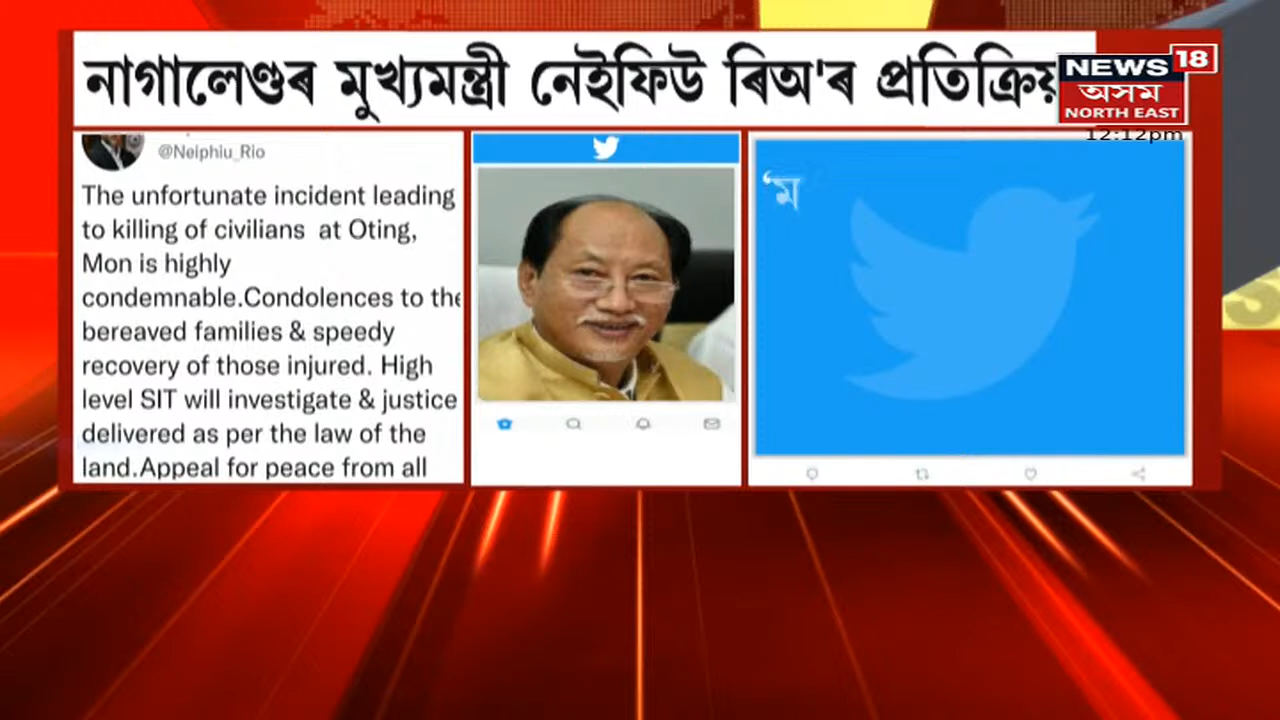 নাগালেণ্ডৰ মুখ্যমন্ত্ৰী নেইফিউ ৰিঅ'ৰ প্ৰতিক্ৰিয়
NEWS 18
অসম
NORTH EAST
12:12pm
@Neiphiu_Rio
The unfortunate incident leading
to killing of civilians at Oting,
Mon is highly
condemnable.Condolences to the
bereaved families & speedy
recovery of those injured. High
level SIT will investigate & justice
delivered as per the law of the
land.Appeal for peace from all
‘ম